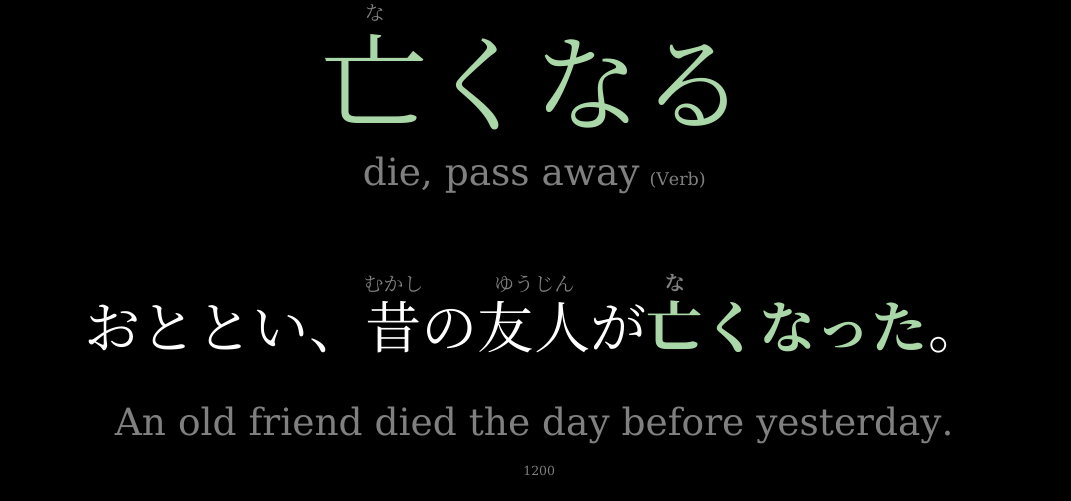 な
亡くなる
die, pass away (Verb)
むかし ゆうじん な
おととい、昔の友人が亡くなった。
An old friend died the day before yesterday.
1200